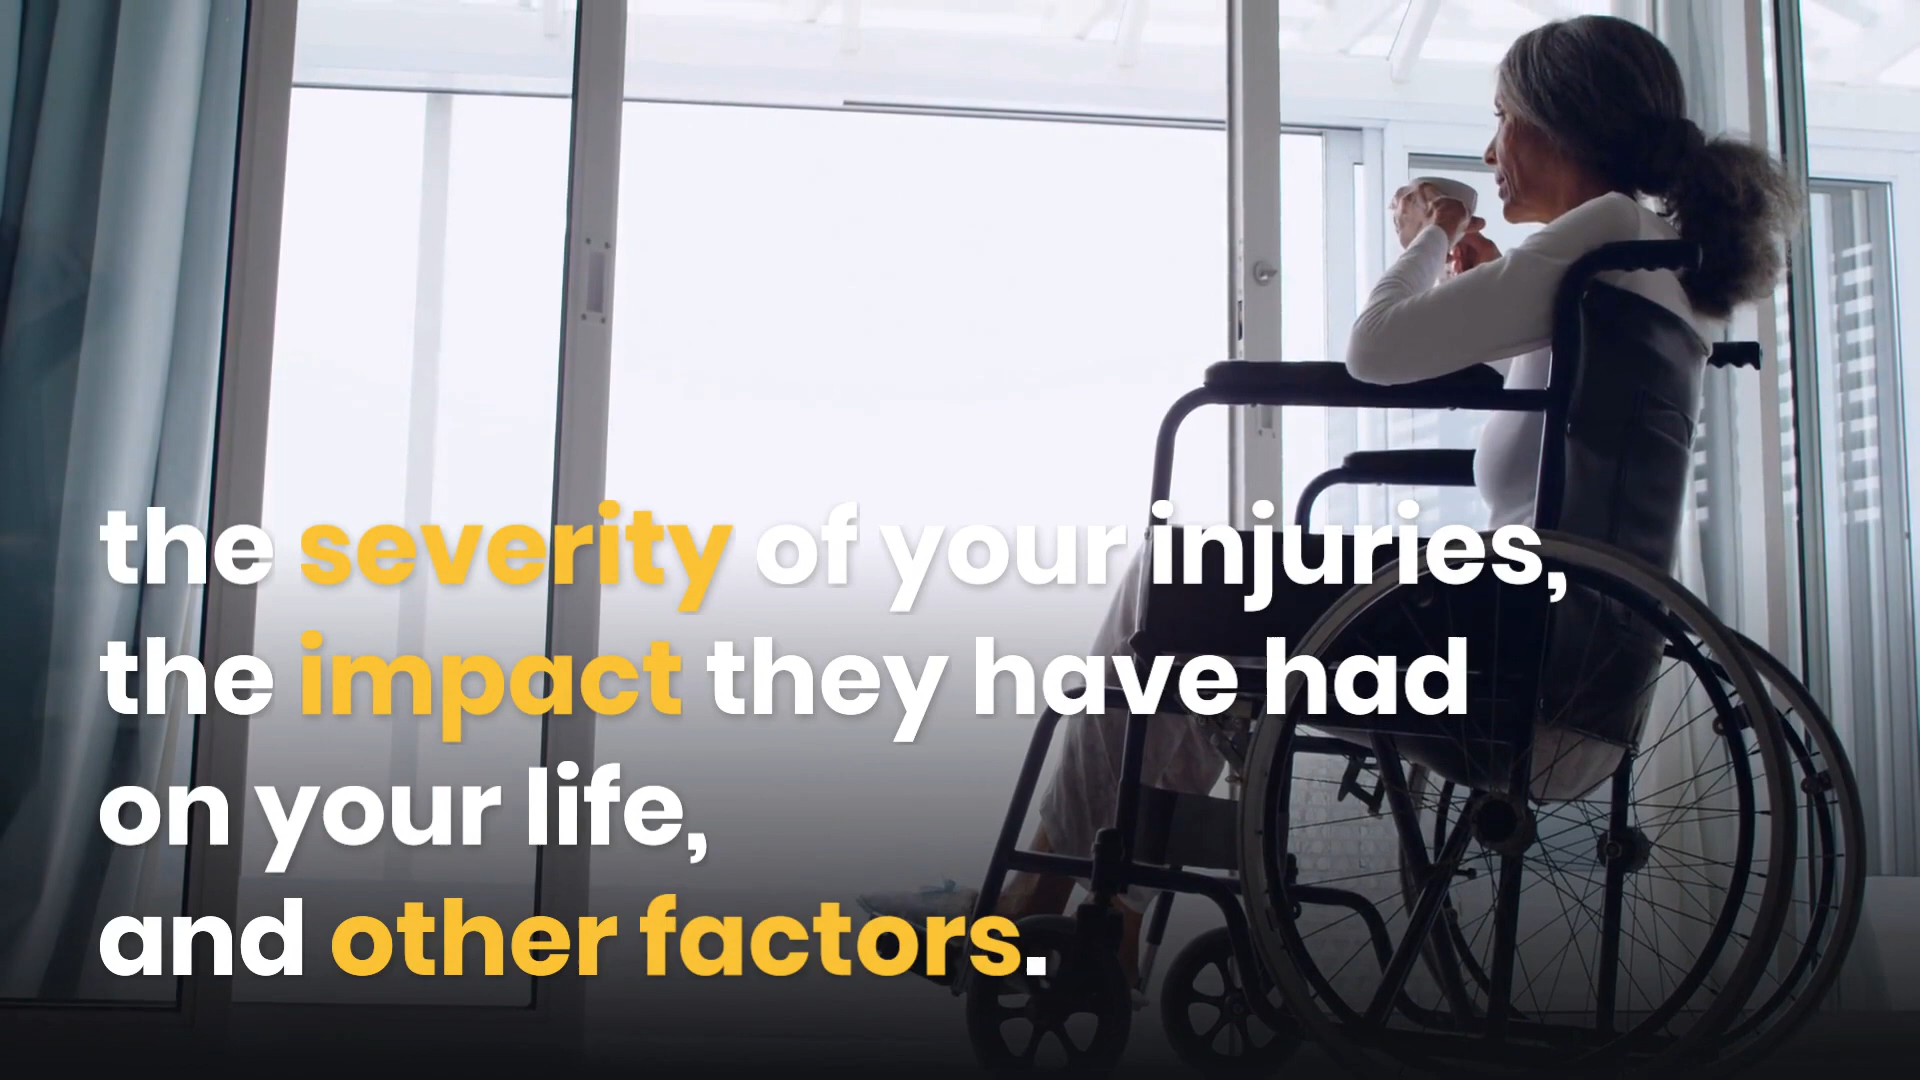 the severity of your injuries,
the impact they have had
on your life,
and other factors.